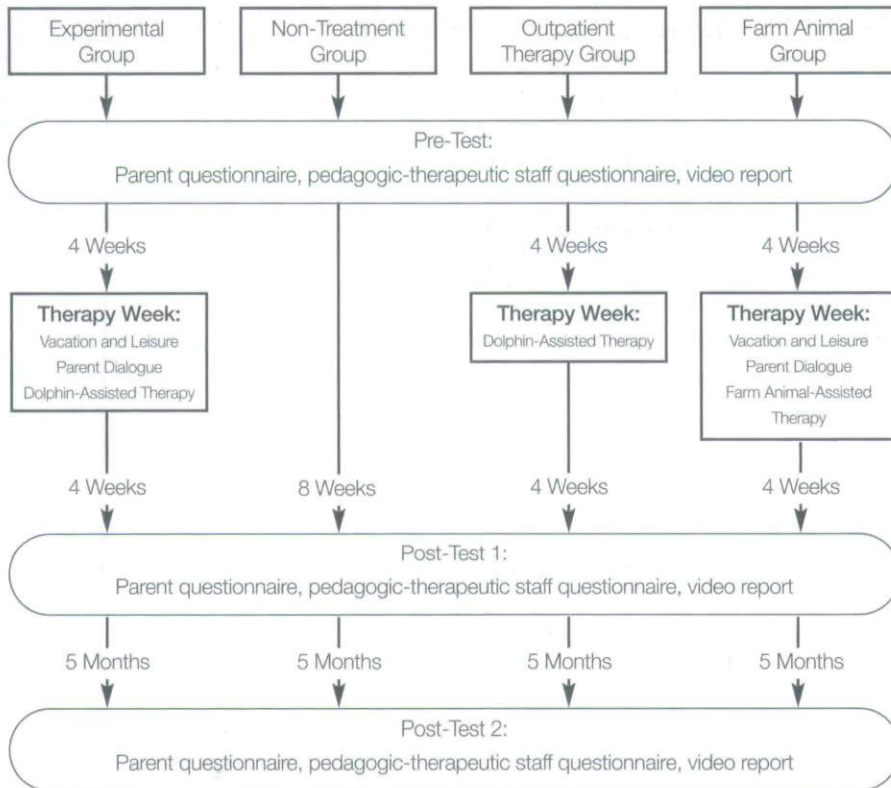 Experimental
Group
Non-Treatment
Group
Outpatient
Therapy Group
Farm Animal
Group
Pre-Test:
Parent questionnaire, pedagogic-therapeutic staff questionnaire, video report
4 Weeks
4 Weeks
4 Weeks
Therapy Week:
Vacation and Leisure
Parent Dialogue
Dolphin-Assisted Therapy
Therapy Week:
Dolphin-Assisted Therapy
Therapy Week:
Vacation and Leisure
Parent Dialogue
Farm Animal-Assisted
Therapy
4 Weeks
8 Weeks
4 Weeks
4 Weeks
Post-Test 1:
Parent questionnaire, pedagogic-therapeutic staff questionnaire, video report
5 Months
5 Months
5 Months
5 Months
Post-Test 2:
Parent questionnaire, pedagogic-therapeutic staff questionnaire, video report